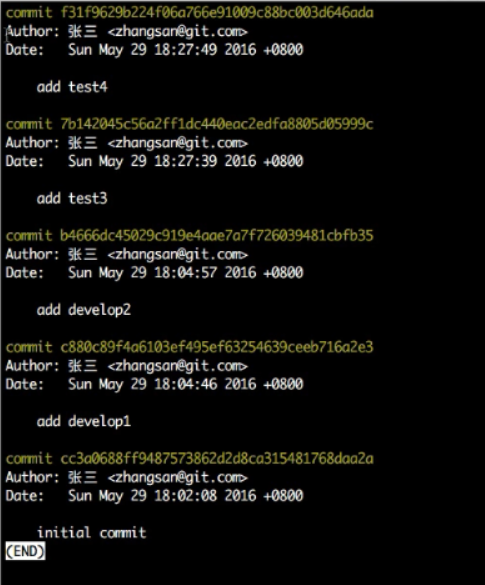 commit f31f9629b224f06a766e91009c88bc003d646ada
Author: 张三 <zhangsan@git.com>
Date:   Sun May 29 18:27:49 2016 +0800
add test4
commit 7b142045c56a2ff1dc440eac2edfa8805d05999c
Author: 张三 <zhangsan@git.com>
Date:   Sun May 29 18:27:39 2016 +0800
add test3
commit b4666dc45029c919e4aae7a7f726039481cbfb35
Author: 张三 <zhangsan@git.com>
Date:   Sun May 29 18:04:57 2016 +0800
add develop2
commit c880c89f4a6103ef495ef63254639ceeb716a2e3
Author: 张三 <zhangsan@git.com>
Date:   Sun May 29 18:04:46 2016 +0800
add develop1
commit cc3a0688ff9487573862d2d8ca315481768daa2a
Author: 张三 <zhangsan@git.com>
Date:   Sun May 29 18:02:08 2016 +0800
initial commit
(END)